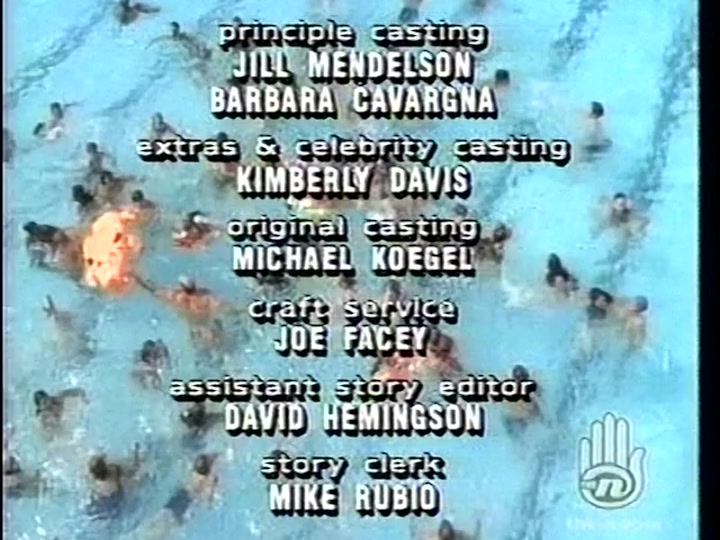 principle casting
JILL MENDELSON
BARBARA CAVARGNA
extras & celebrity casting
KIMBERLY DAVIS
original casting
MICHAEL KOEGEL
craft service
JOE FACEY
assistant story editor
DAVID HEMINGSON
story clerk
MIKE RUBIO
n